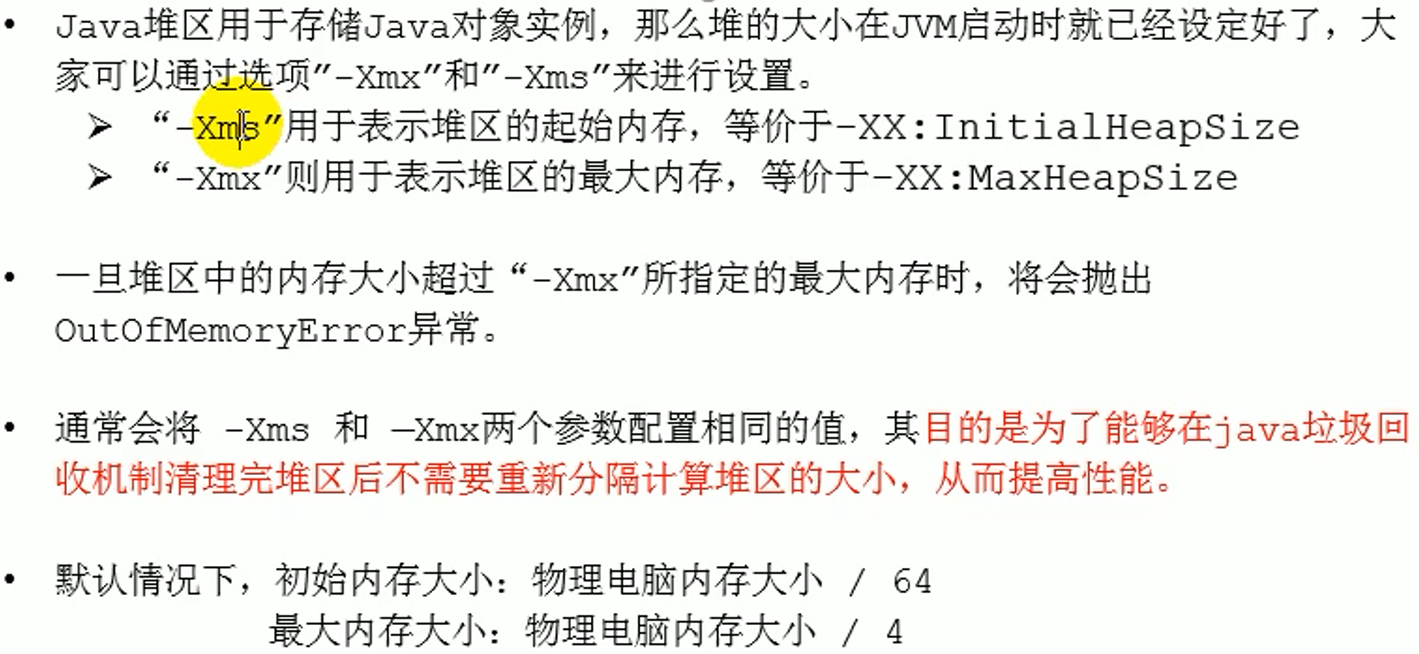 • Java堆区用于存储Java对象实例，那么堆的大小在JVM启动时就已经设定好了，大
家可以通过选项"-Xmx"和"-Xms"来进行设置。
➢ “-Xms”用于表示堆区的起始内存，等价于-XX:InitialHeapSize
➢ “-Xmx”则用于表示堆区的最大内存，等价于-XX:MaxHeapSize
• 一旦堆区中的内存大小超过“-Xmx”所指定的最大内存时，将会抛出
OutOfMemoryError异常。
• 通常会将 -Xms 和 –Xmx两个参数配置相同的值，其目的是为了能够在java垃圾回
收机制清理完堆区后不需要重新分隔计算堆区的大小，从而提高性能。
• 默认情况下，初始内存大小：物理电脑内存大小 / 64
最大内存大小：物理电脑内存大小 / 4